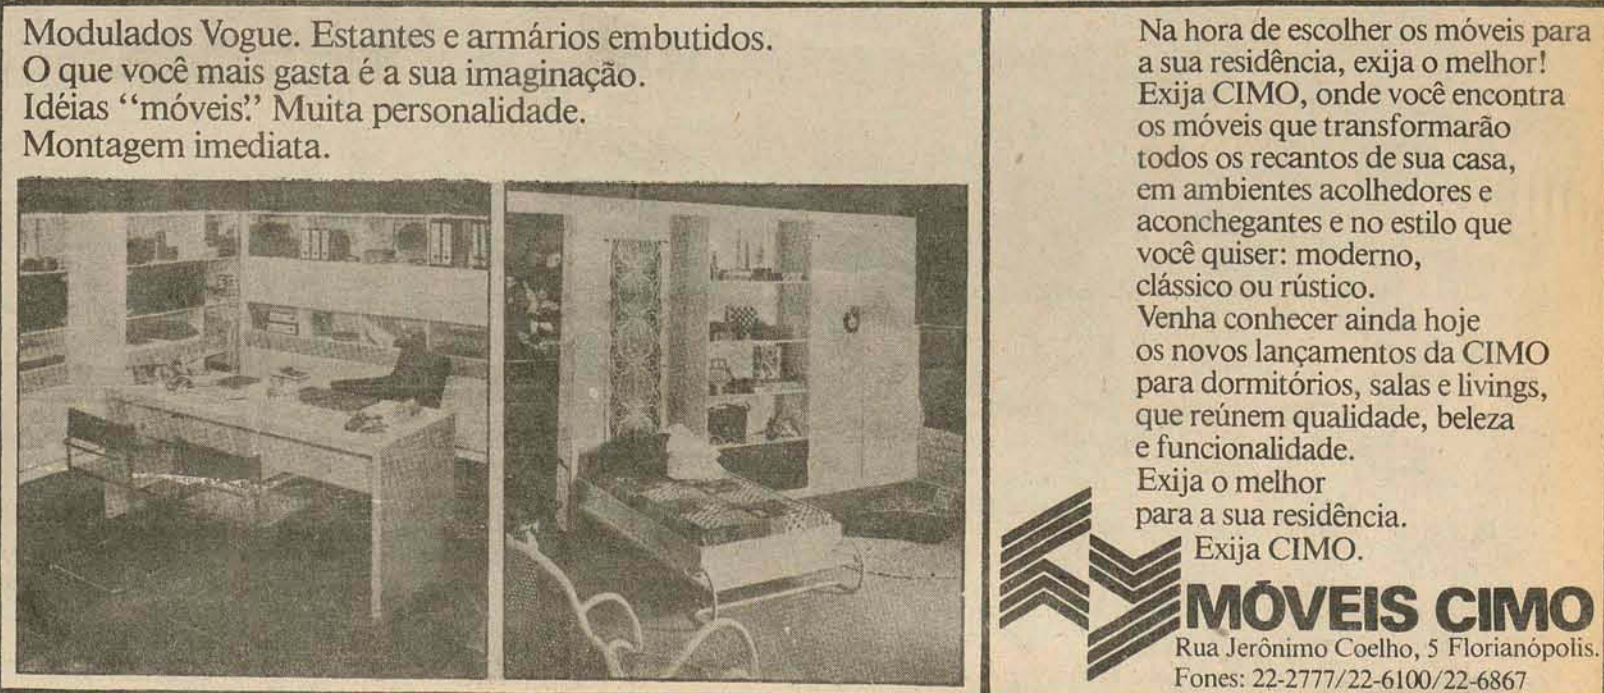 Modulados Vogue. Estantes e armários embutidos.
O que você mais gasta é a sua imaginação.
Idéias “móveis”. Muita personalidade.
Montagem imediata.
Na hora de escolher os móveis para
a sua residência, exija o melhor!
Exija CIMO, onde você encontra
os móveis que transformarão
todos os recantos de sua casa,
em ambientes acolhedores e
aconchegantes e no estilo que
você quiser: moderno,
clássico ou rústico.
Venha conhecer ainda hoje
os novos lançamentos da CIMO
para dormitórios, salas e livings,
que reúnem qualidade, beleza
e funcionalidade.
Exija o melhor
para a sua residência.
Exija CIMO.
MÓVEIS CIMO
Rua Jerônimo Coelho, 5 Florianópolis.
Fones: 22-2777/22-6100/22-6867